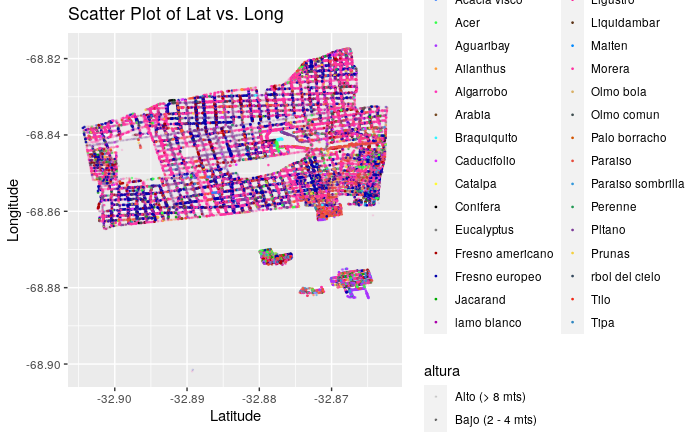 Scatter Plot of Lat vs. Long
-68.82
-68.84
-68.86
-68.88
-68.90
Longitude
-32.90
-32.89
-32.88
-32.87
Latitude
Acacia visco
Acer
Aguaribay
Ailanthus
Algarrobo
Arabia
Braquiquito
Caducifolio
Catalpa
Conifera
Eucalyptus
Fresno americano
Fresno europeo
Jacarand
lamo blanco
Ligustro
Liquidambar
Maiten
Morera
Olmo bola
Olmo comun
Palo borracho
Paraiso
Paraiso sombrilla
Perenne
Pltano
Prunas
rbol del cielo
Tilo
Tipa
altura
Alto (> 8 mts)
Bajo (2 - 4 mts)